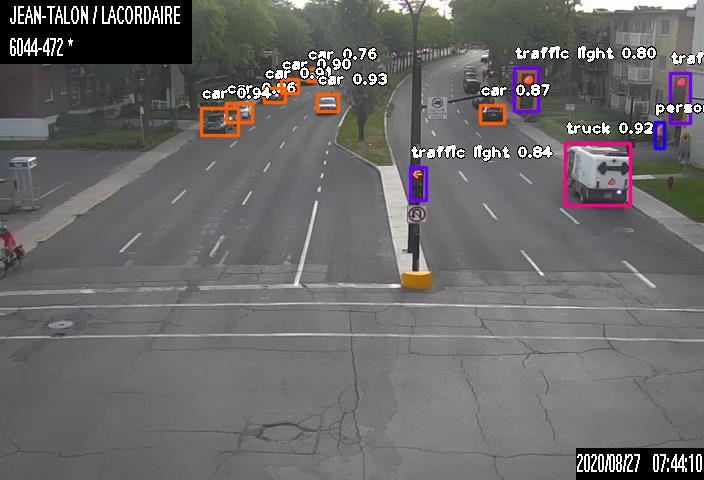 JEAN-TALON / LACORDAIRE
6044-472 *
car 0.76
car 0.90
car 0.93
traffic light 0.80
car 0.87
truck 0.92
traffic light 0.84
2020/08/27 07:44:10